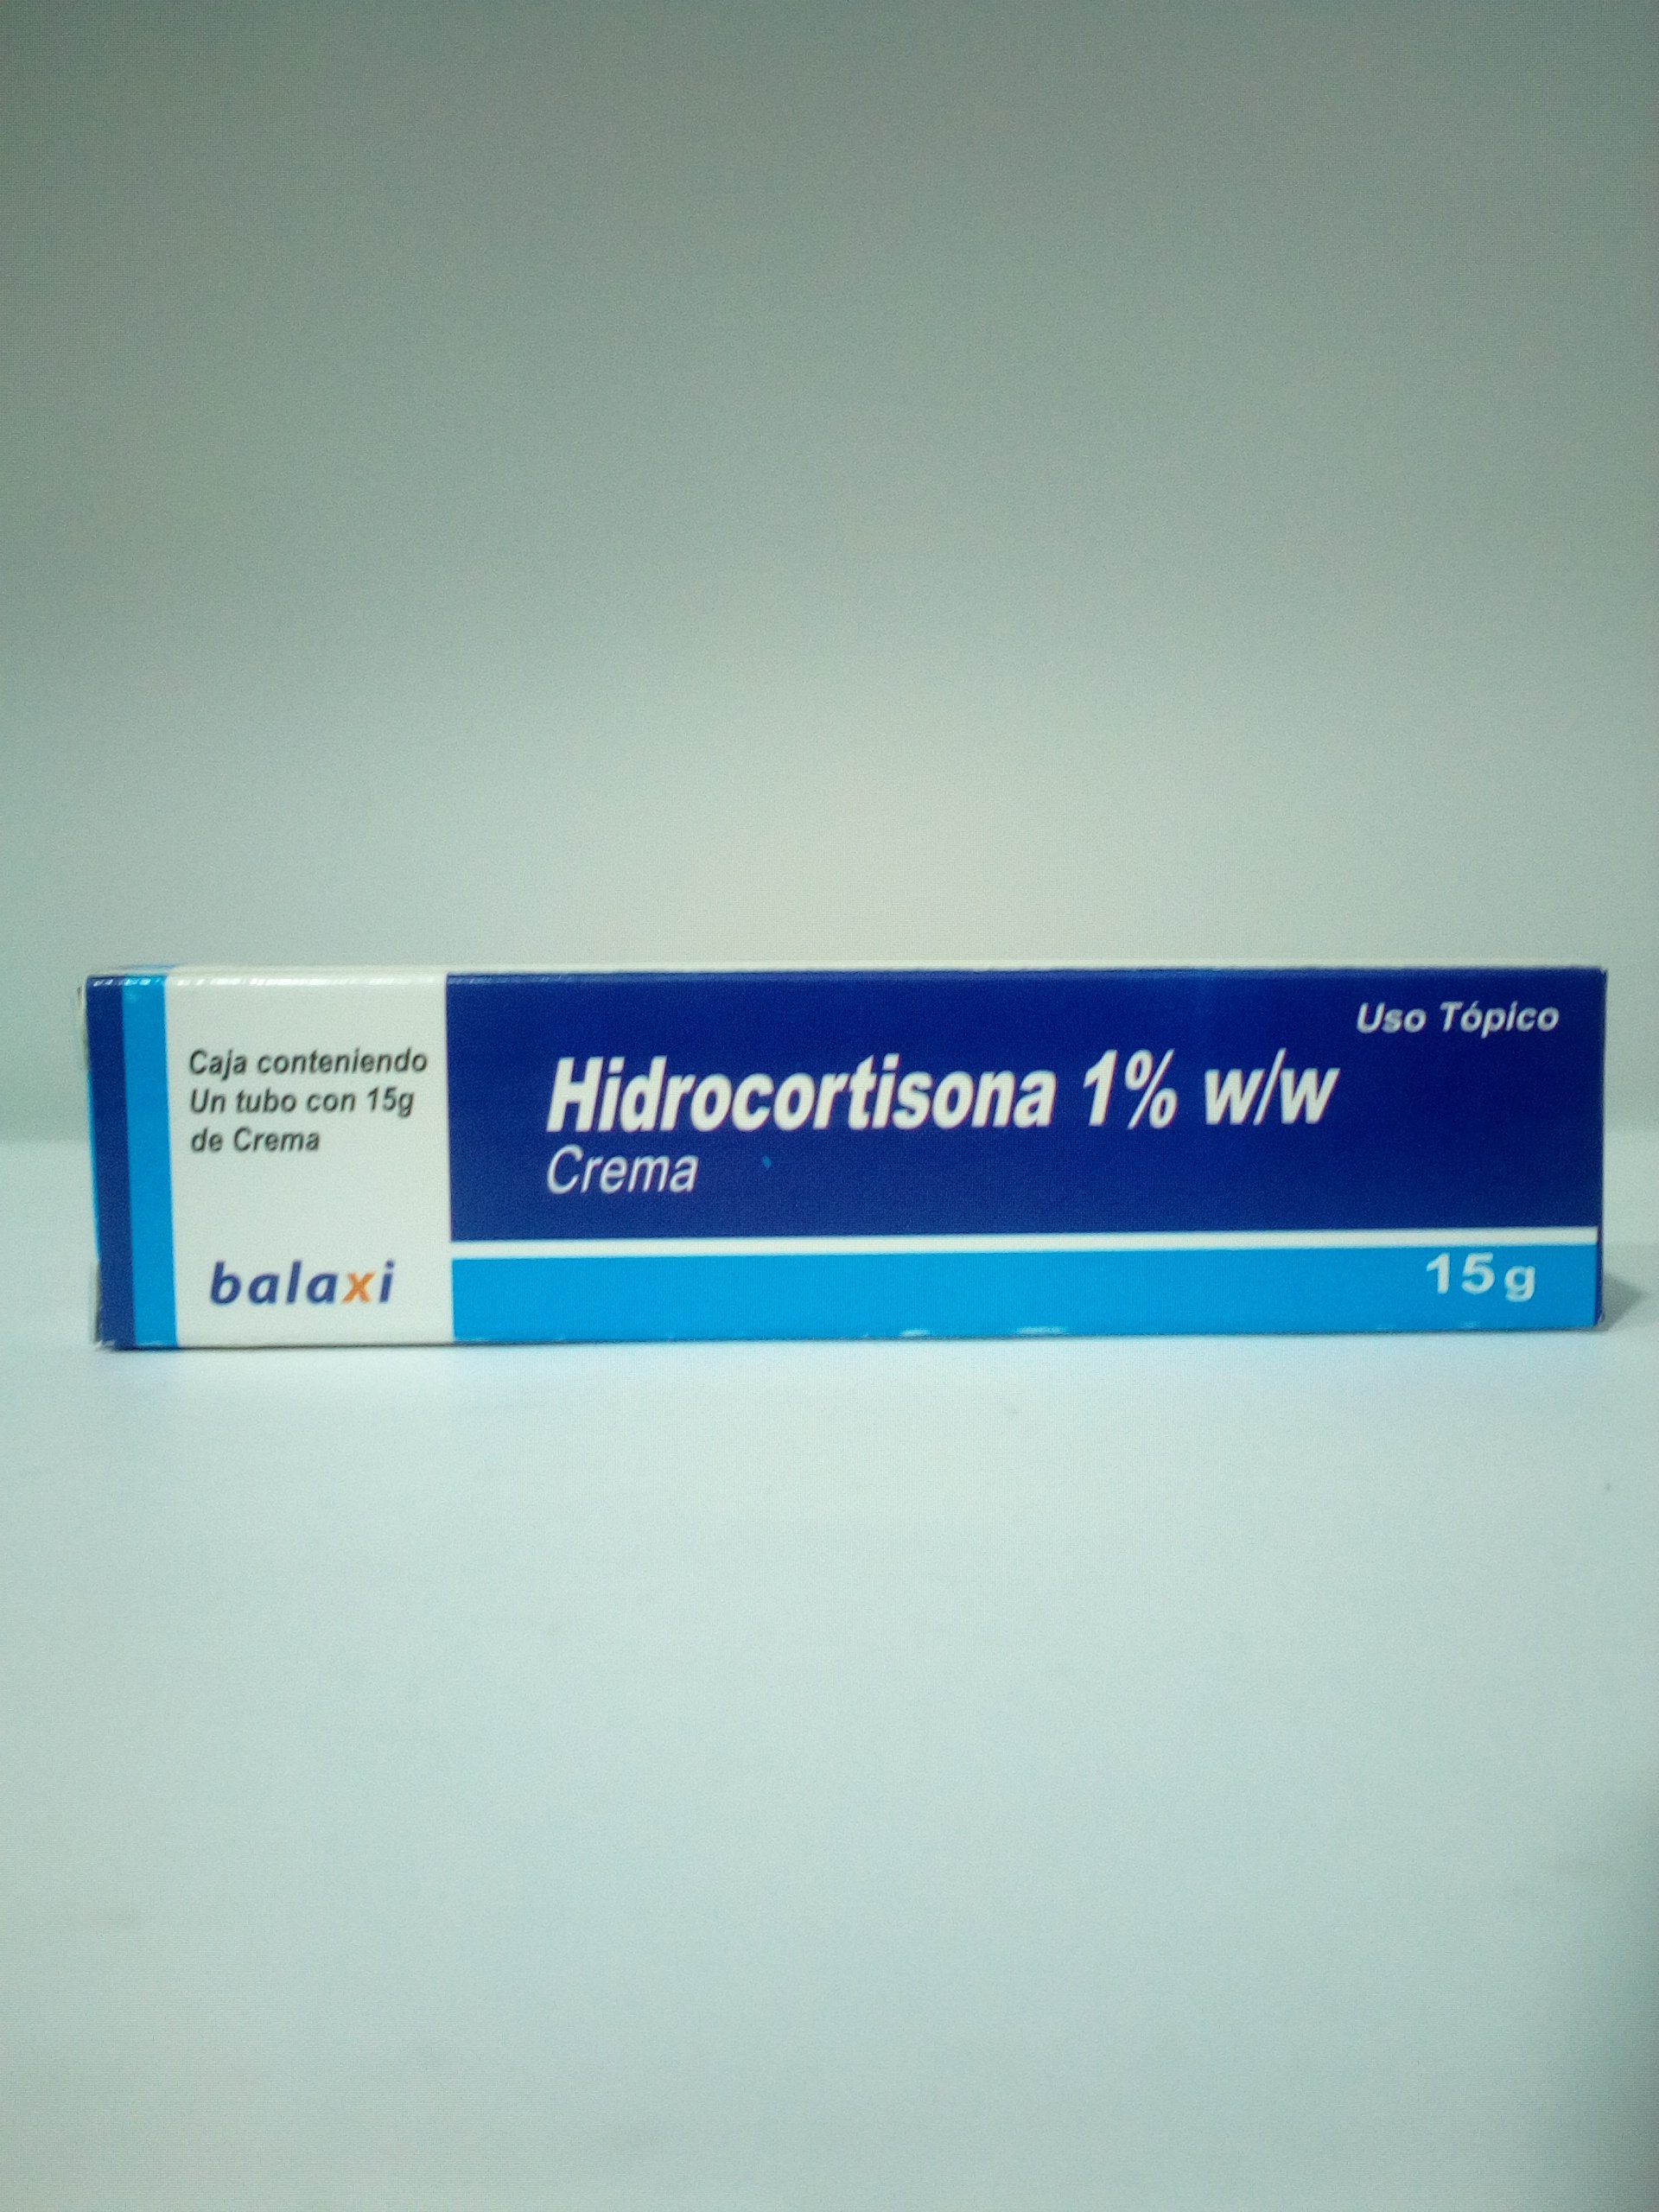 Caja conteniendo
Un tubo con 15g
de Crema
balaxi
Uso Tópico
Hidrocortisona 1% w/w
Crema
15g